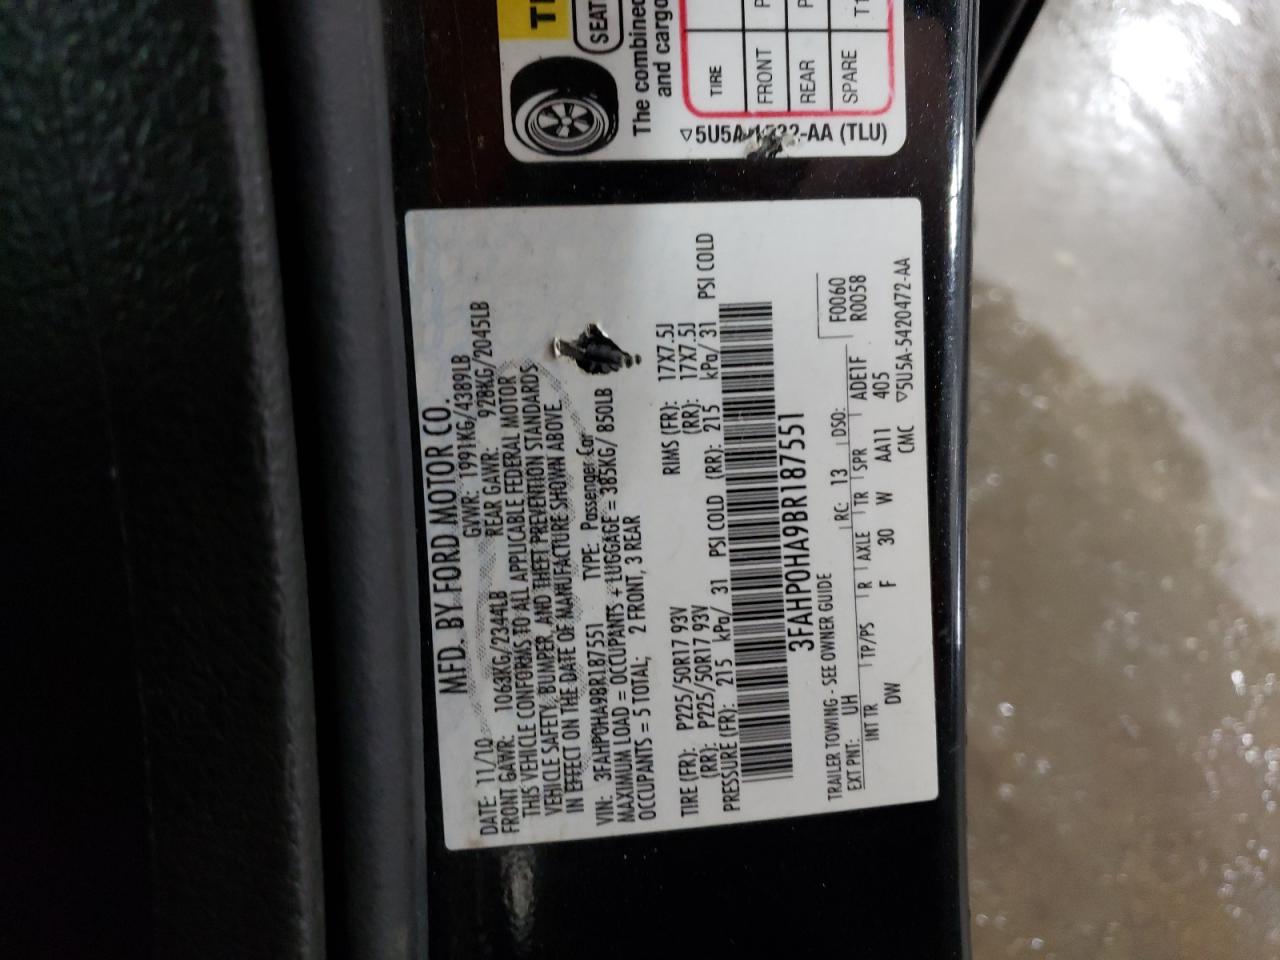 SEAT
The combined
and cargo
TIRE
FRONT
REAR
SPARE
5U5A-1532-AA (TLU)
MFD. BY FORD MOTOR CO.
DATE: 11/10 GVWR: 1991KG/4389LB
FRONT GAWR: 1063KG/2344LB REAR GAWR: 928KG/2045LB
THIS VEHICLE CONFORMS TO ALL APPLICABLE FEDERAL MOTOR
VEHICLE SAFETY, BUMPER, AND THEFT PREVENTION STANDARDS
IN EFFECT ON THE DATE OF MANUFACTURE SHOWN ABOVE.
VIN: 3FAHP0HA9BR187551 TYPE: Passenger Car
MAXIMUM LOAD = OCCUPANTS + LUGGAGE = 385KG/ 850LB
OCCUPANTS = 5 TOTAL; 2 FRONT, 3 REAR
TIRE (FR): P225/50R17 93V RIMS (FR): 17X7.5J
(RR): P225/50R17 93V (RR): 17X7.5J
PRESSURE (FR): 215 kPa/ 31 PSI COLD (RR): 215 kPa/ 31 PSI COLD
3FAHP0HA9BR187551
TRAILER TOWING - SEE OWNER GUIDE F0060
EXT PNT: UH RC: 13 DSO: R0058
INT TR TP/PS R AXLE TR SPR ADE1F
DW F 30 W AA11 405
CMC 5U5A-5420472-AA